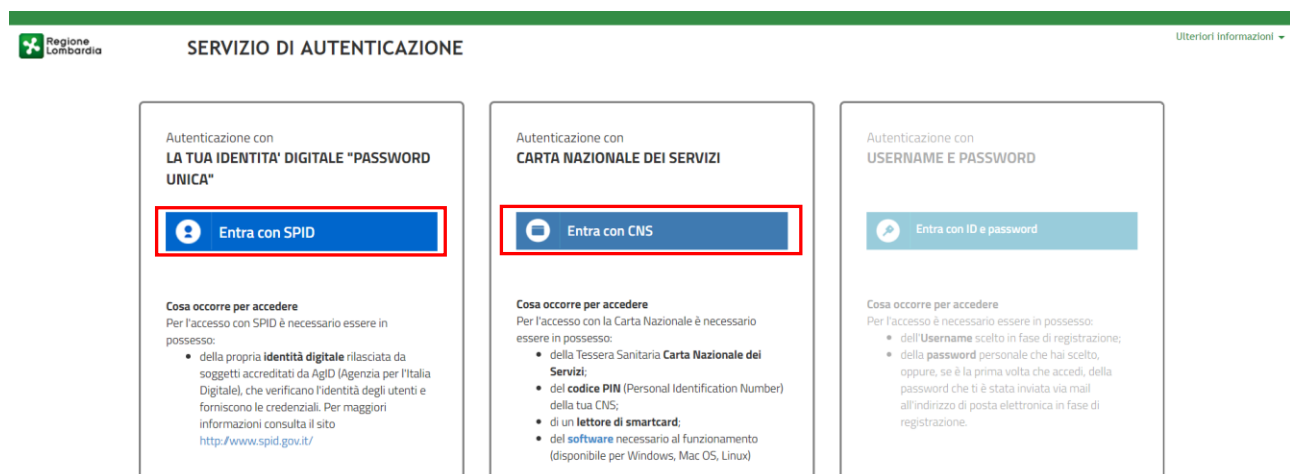 Regione
Lombardia
SERVIZIO DI AUTENTICAZIONE
Ulteriori informazioni
Autenticazione con
LA TUA IDENTITA' DIGITALE "PASSWORD
UNICA"
Entra con SPID
Cosa occorre per accedere
Per l'accesso con SPID è necessario essere in
possesso:
• della propria identità digitale rilasciata da
soggetti accreditati da AgID (Agenzia per l'Italia
Digitale), che verificano l'identità degli utenti e
forniscono le credenziali. Per maggiori
informazioni consulta il sito
http://www.spid.gov.it/
Autenticazione con
CARTA NAZIONALE DEI SERVIZI
Entra con CNS
Cosa occorre per accedere
Per l'accesso con la Carta Nazionale è necessario
essere in possesso:
• della Tessera Sanitaria Carta Nazionale dei
Servizi;
• del codice PIN (Personal Identification Number)
della tua CNS;
• di un lettore di smartcard;
• del software necessario al funzionamento
(disponibile per Windows, Mac OS, Linux)
Autenticazione con
USERNAME E PASSWORD
Entra con ID e password
Cosa occorre per accedere
Per l'accesso è necessario essere in possesso:
• dell'Username scelto in fase di registrazione;
• della password personale che hai scelto,
oppure, se è la prima volta che accedi, della
password che ti è stata inviata via mail
all'indirizzo di posta elettronica in fase di
registrazione.